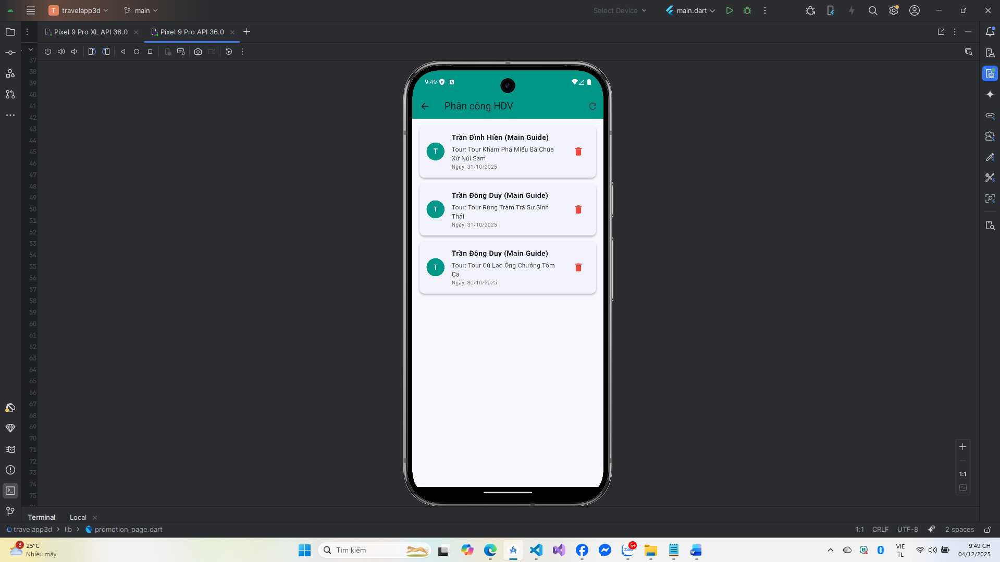 T travelapp3d
main
Select Device
main.dart
Pixel 9 Pro XL API 36.0
Pixel 9 Pro API 36.0
37
38
39
40
41
42
43
44
45
46
47
48
49
50
51
52
53
54
55
56
57
58
59
60
61
62
63
64
65
66
67
68
69
70
71
72
73
74
75
9:49
Phân công HDV
T
Trần Đình Hiền (Main Guide)
Tour: Tour Khám Phá Miếu Bà Chúa
Xứ Núi Sam
Ngày: 31/10/2025
T
Trần Đông Duy (Main Guide)
Tour: Tour Rừng Tràm Trà Sư Sinh
Thái
Ngày: 31/10/2025
T
Trần Đông Duy (Main Guide)
Tour: Tour Cù Lao Ông Chưởng Tôm
Cá
Ngày: 30/10/2025
1:1
Terminal
Local
travelapp3d > lib > promotion_page.dart
1:1
CRLF
UTF-8
2 spaces
3
25°C
Nhiều mây
Tìm kiếm
Zalo
5+
VIE
TL
9:49 CH
04/12/2025